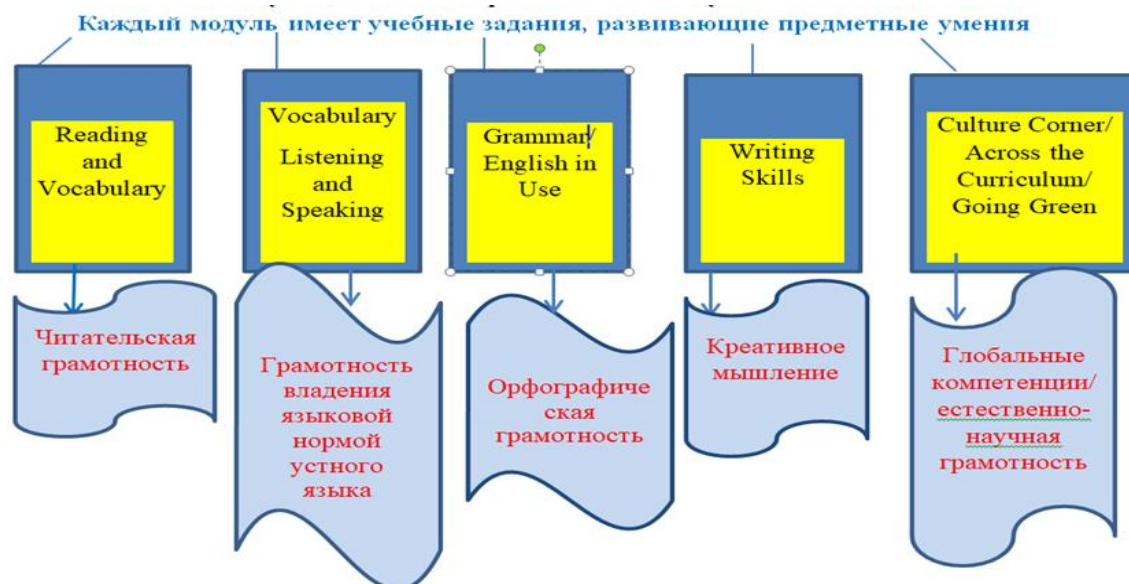 Каждый модуль имеет учебные задания, развивающие предметные умения
Reading
and
Vocabulary
Vocabulary
Listening
and
Speaking
Grammar/
English in
Use
Writing
Skills
Culture Corner/
Across the
Curriculum/
Going Green
Читательская
грамотность
Грамотность
владения
языковой
нормой
устного
языка
Орфографиче
ская
грамотность
Креативное
мышление
Глобальные
компетенции/
естественно-
научная
грамотность